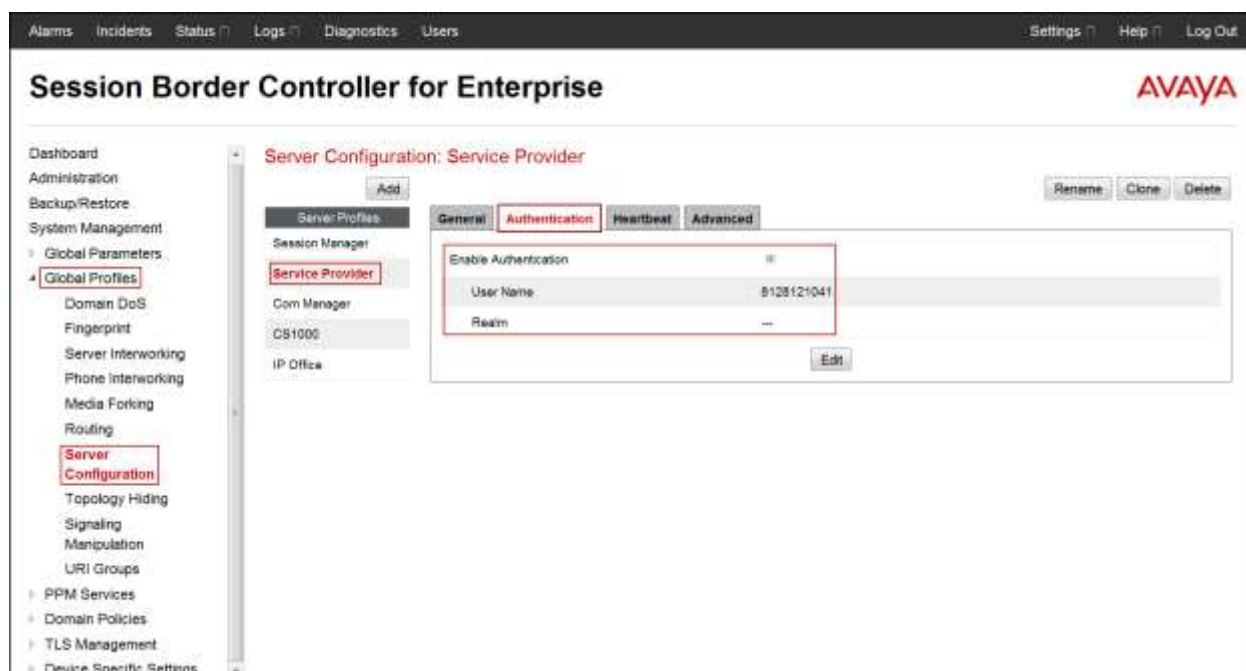 Alarms Incidents Status Logs Diagnostics Users Settings Help Log Out
Session Border Controller for Enterprise
AVAYA
Dashboard
Administration
Backup/Restore
System Management
Global Parameters
Global Profiles
Domain DoS
Fingerprint
Server Interworking
Phone Interworking
Media Forking
Routing
Server
Configuration
Topology Hiding
Signaling
Manipulation
URI Groups
PPM Services
Domain Policies
TLS Management
Device Specific Settings
Server Configuration: Service Provider
Add
Rename Clone Delete
Server Profiles
Session Manager
Service Provider
Com Manager
CS1000
IP Office
General Authentication Heartbeat Advanced
Enable Authentication
User Name 8128121041
Realm ---
Edit